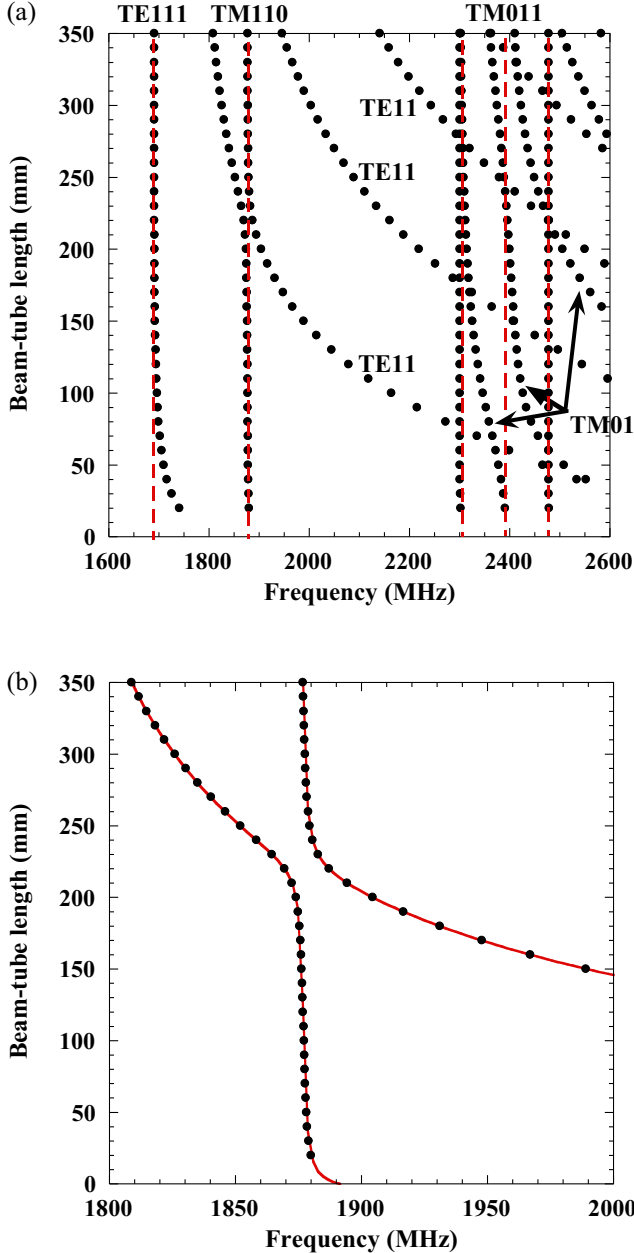 (a)
TE111 TM110 TM011
350
300
250
200
150
100
50
0
Beam-tube length (mm)
TE11
TE11
TE11
TM01
1600 1800 2000 2200 2400 2600
Frequency (MHz)
(b)
350
300
250
200
150
100
50
0
Beam-tube length (mm)
1800 1850 1900 1950 2000
Frequency (MHz)